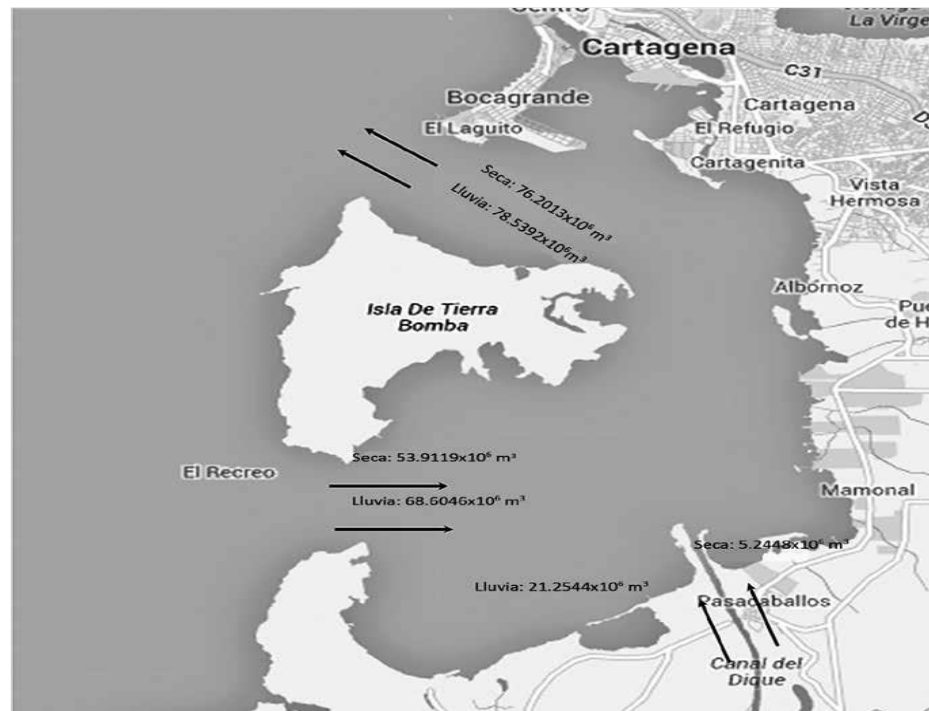 Centro
La Virge
Cartagena
C31
Bocagrande
Cartagena
El Laguito
El Refugio
Cartagenita
Seca: 76.2013x10⁶ m³
Lluvia: 78.5392x10⁶m³
Vista
Hermosa
Albornoz
Isla De Tierra
Bomba
Pue
de H
Seca: 53.9119x10⁶ m³
El Recreo
Lluvia: 68.6046x10⁶ m³
Mamonal
Seca: 5.2448x10⁶ m³
Lluvia: 21.2544x10⁶ m³
Pasacaballos
Canal del
Dique